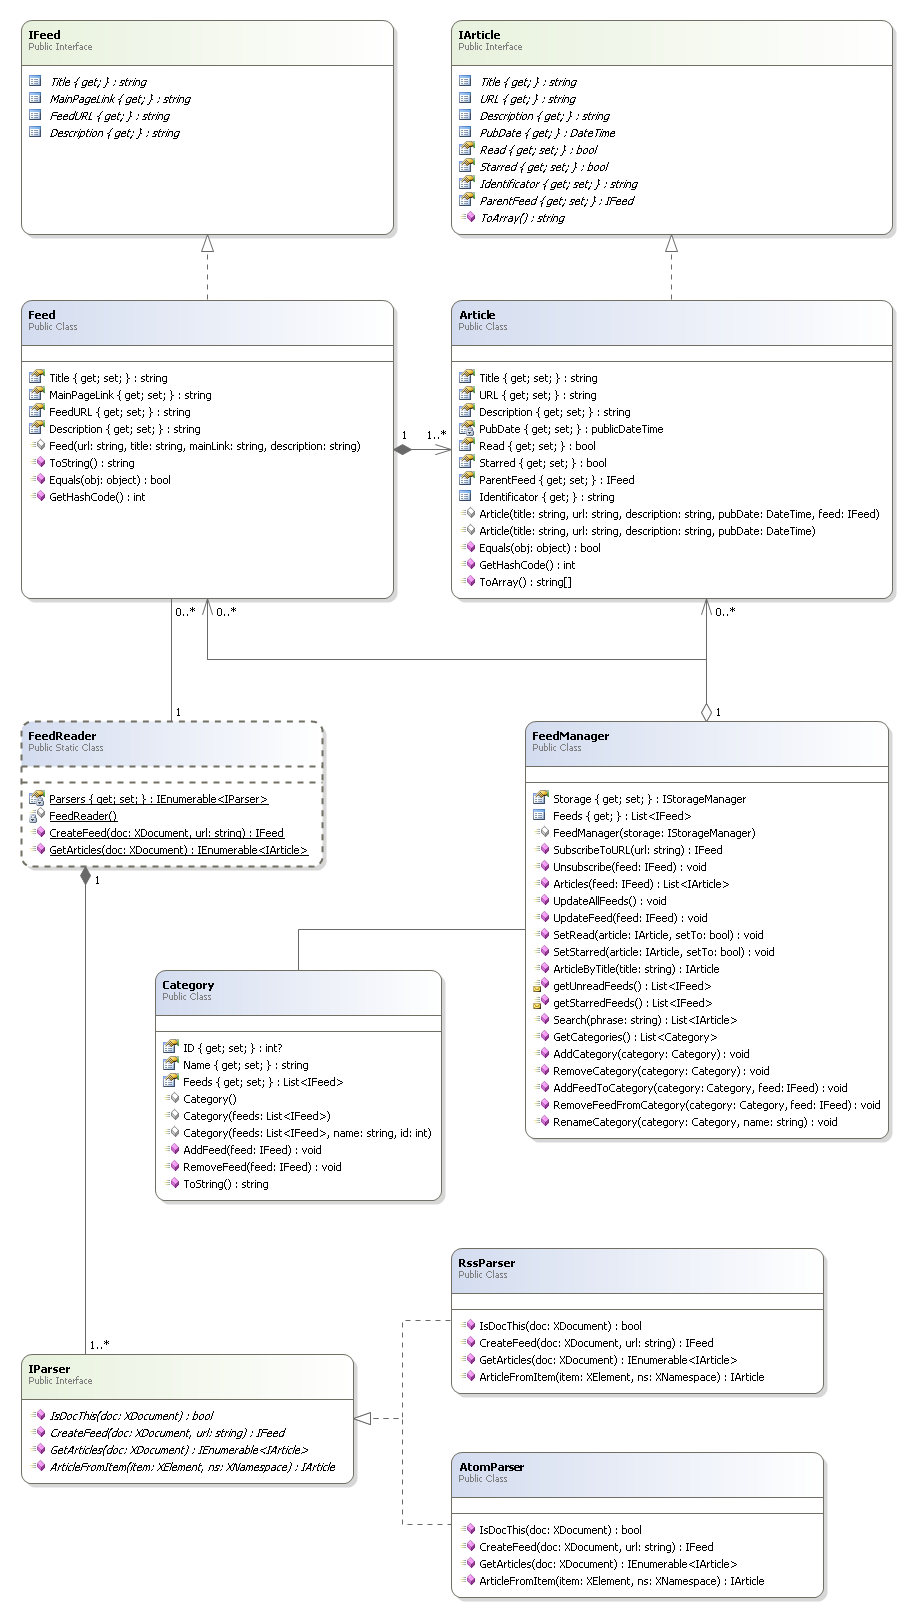 IFeed
Public Interface
Title { get; } : string
MainPageLink { get; } : string
FeedURL { get; } : string
Description { get; } : string
IArticle
Public Interface
Title { get; } : string
URL { get; } : string
Description { get; } : string
PubDate { get; } : DateTime
Read { get; set; } : bool
Starred { get; set; } : bool
Identificator { get; set; } : string
ParentFeed { get; set; } : IFeed
ToArray() : string
Feed
Public Class
Title { get; set; } : string
MainPageLink { get; set; } : string
FeedURL { get; set; } : string
Description { get; set; } : string
Feed(url: string, title: string, mainLink: string, description: string)
ToString() : string
Equals(obj: object) : bool
GetHashCode() : int
1
1..*
Article
Public Class
Title { get; set; } : string
URL { get; set; } : string
Description { get; set; } : string
PubDate { get; set; } : publicDateTime
Read { get; set; } : bool
Starred { get; set; } : bool
ParentFeed { get; set; } : IFeed
Identificator { get; } : string
Article(title: string, url: string, description: string, pubDate: DateTime, feed: IFeed)
Article(title: string, url: string, description: string, pubDate: DateTime)
Equals(obj: object) : bool
GetHashCode() : int
ToArray() : string[]
0..*
0..*
0..*
1
1
FeedReader
Public Static Class
Parsers { get; set; } : IEnumerable<IParser>
FeedReader()
CreateFeed(doc: XDocument, url: string) : IFeed
GetArticles(doc: XDocument) : IEnumerable<IArticle>
1
FeedManager
Public Class
Storage { get; set; } : IStorageManager
Feeds { get; } : List<IFeed>
FeedManager(storage: IStorageManager)
SubscribeToURL(url: string) : IFeed
Unsubscribe(feed: IFeed) : void
Articles(feed: IFeed) : List<IArticle>
UpdateAllFeeds() : void
UpdateFeed(feed: IFeed) : void
SetRead(article: IArticle, setTo: bool) : void
SetStarred(article: IArticle, setTo: bool) : void
ArticleByTitle(title: string) : IArticle
getUnreadFeeds() : List<IFeed>
getStarredFeeds() : List<IFeed>
Search(phrase: string) : List<IArticle>
GetCategories() : List<Category>
AddCategory(category: Category) : void
RemoveCategory(category: Category) : void
AddFeedToCategory(category: Category, feed: IFeed) : void
RemoveFeedFromCategory(category: Category, feed: IFeed) : void
RenameCategory(category: Category, name: string) : void
Category
Public Class
ID { get; set; } : int?
Name { get; set; } : string
Feeds { get; set; } : List<IFeed>
Category()
Category(feeds: List<IFeed>)
Category(feeds: List<IFeed>, name: string, id: int)
AddFeed(feed: IFeed) : void
RemoveFeed(feed: IFeed) : void
ToString() : string
RssParser
Public Class
IsDocThis(doc: XDocument) : bool
CreateFeed(doc: XDocument, url: string) : IFeed
GetArticles(doc: XDocument) : IEnumerable<IArticle>
ArticleFromItem(item: XElement, ns: XNamespace) : IArticle
1..*
IParser
Public Interface
IsDocThis(doc: XDocument) : bool
CreateFeed(doc: XDocument, url: string) : IFeed
GetArticles(doc: XDocument) : IEnumerable<IArticle>
ArticleFromItem(item: XElement, ns: XNamespace) : IArticle
AtomParser
Public Class
IsDocThis(doc: XDocument) : bool
CreateFeed(doc: XDocument, url: string) : IFeed
GetArticles(doc: XDocument) : IEnumerable<IArticle>
ArticleFromItem(item: XElement, ns: XNamespace) : IArticle